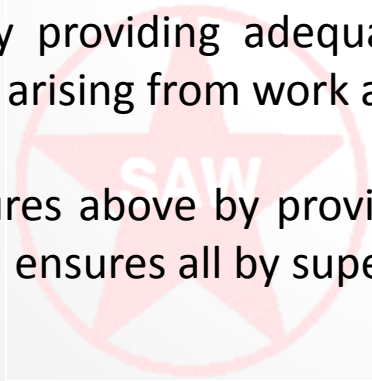 y providing adequa
arising from work a
SAW
ures above by provi
ensures all by supe